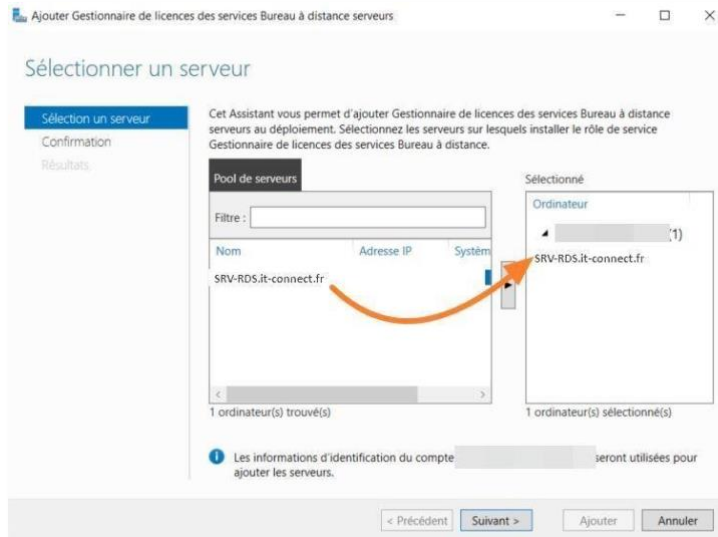 Ajouter Gestionnaire de licences des services Bureau à distance serveurs
Sélectionner un serveur
Sélection un serveur
Confirmation
Résultats
Cet Assistant vous permet d'ajouter Gestionnaire de licences des services Bureau à distance
serveurs au déploiement. Sélectionnez les serveurs sur lesquels installer le rôle de service
Gestionnaire de licences des services Bureau à distance.
Pool de serveurs
Filtre :
Nom Adresse IP Systèm
SRV-RDS.it-connect.fr
1 ordinateur(s) trouvé(s)
Sélectionné
Ordinateur
(1)
SRV-RDS.it-connect.fr
1 ordinateur(s) sélectionné(s)
Les informations d'identification du compte seront utilisées pour
ajouter les serveurs.
< Précédent Suivant > Ajouter Annuler